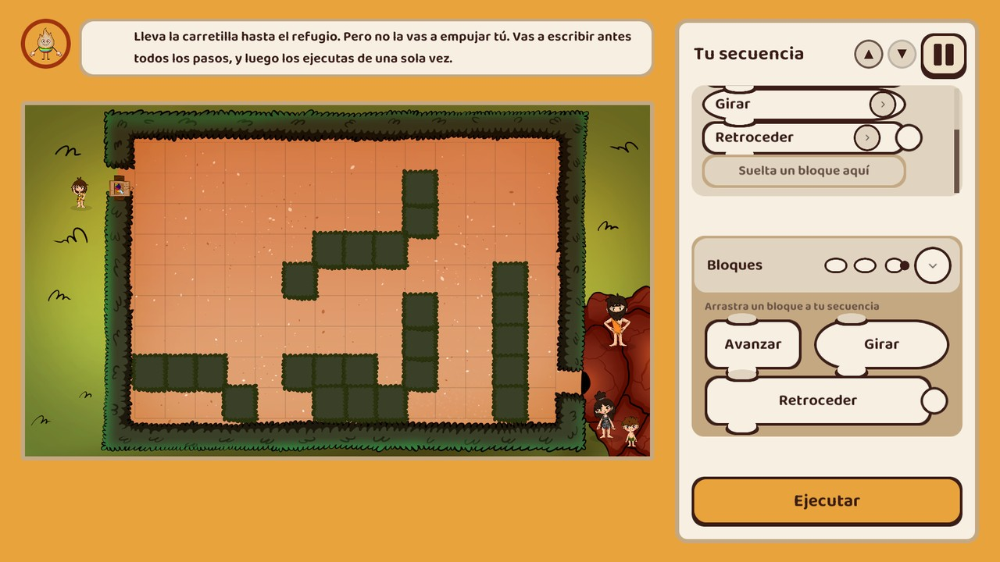 Lleva la carretilla hasta el refugio. Pero no la vas a empujar tú. Vas a escribir antes
todos los pasos, y luego los ejecutas de una sola vez.
Tu secuencia
Girar
Retroceder
Suelta un bloque aquí
Bloques
Arrastra un bloque a tu secuencia
Avanzar
Girar
Retroceder
Ejecutar